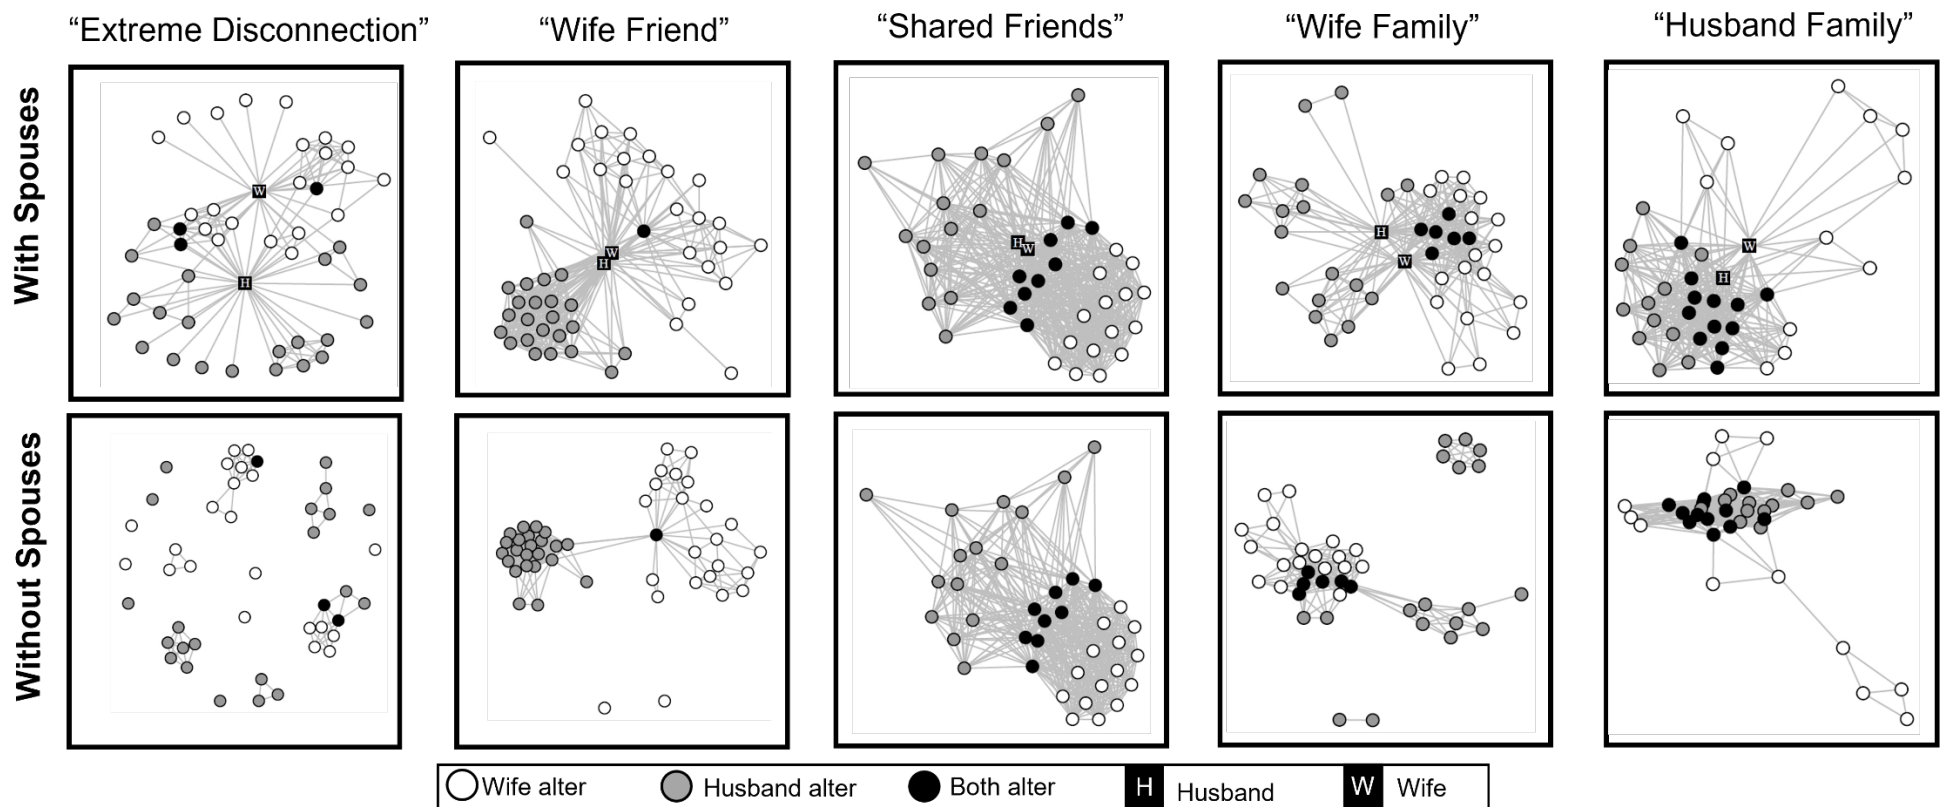 “Extreme Disconnection” “Wife Friend” “Shared Friends” “Wife Family” “Husband Family”
With Spouses
W
H
W
H
H
W
H
W
W
H
Without Spouses
Wife alter Husband alter Both alter H Husband W Wife